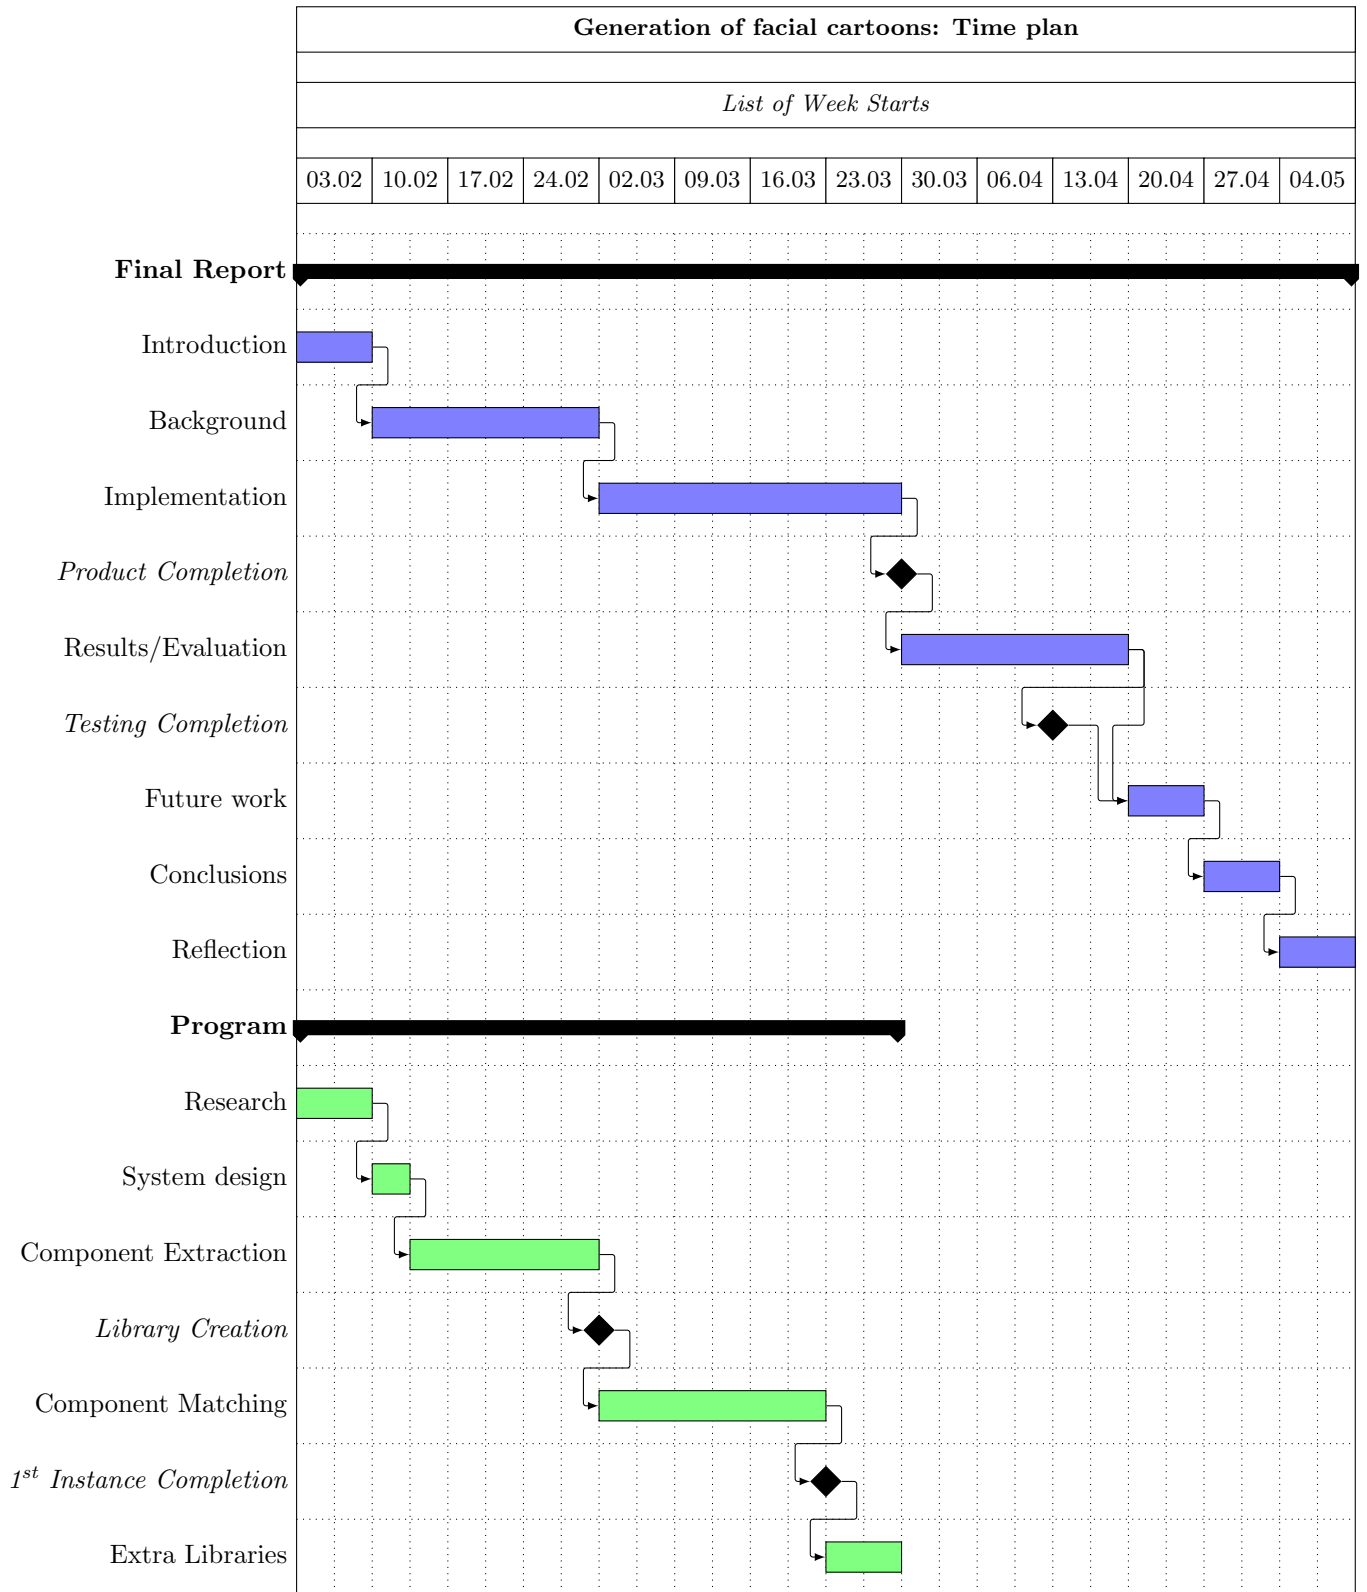 Generation of facial cartoons: Time plan
List of Week Starts
03.02 10.02 17.02 24.02 02.03 09.03 16.03 23.03 30.03 06.04 13.04 20.04 27.04 04.05
Final Report
Introduction
Background
Implementation
Product Completion
Results/Evaluation
Testing Completion
Future work
Conclusions
Reflection
Program
Research
System design
Component Extraction
Library Creation
Component Matching
1st Instance Completion
Extra Libraries